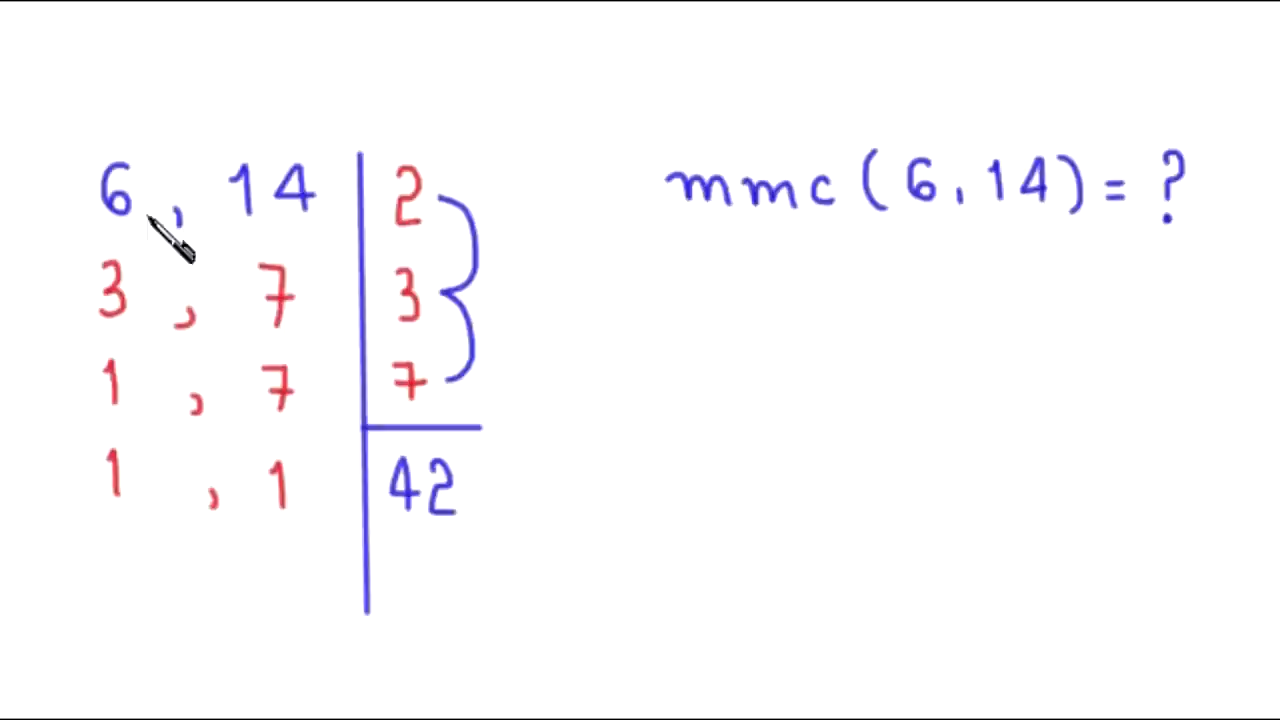 6, 14 | 2
3, 7 | 3
1, 7 | 7
1, 1 | 42
mmc (6, 14) = ?